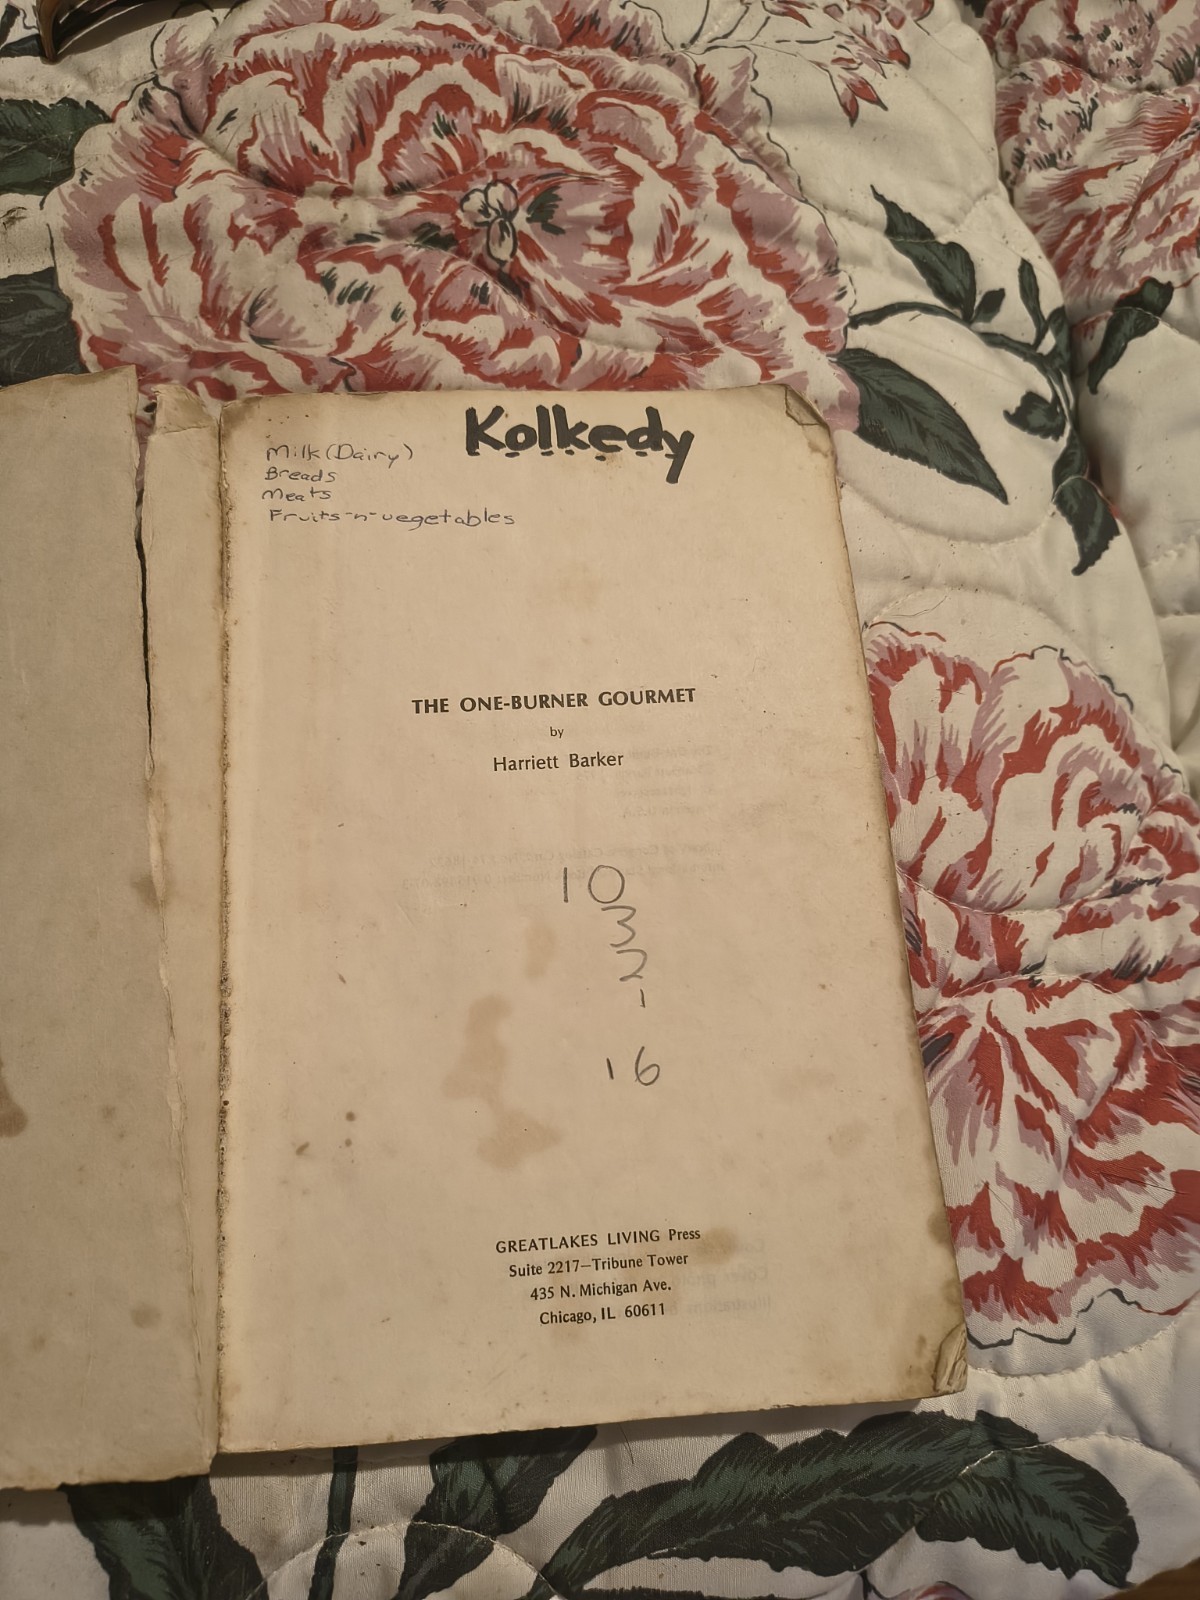 Kolkedy
Milk (Dairy)
Breads
Meats
Fruits-n-vegetables
THE ONE-BURNER GOURMET
by
Harriett Barker
10
3
2
-
16
GREATLAKES LIVING Press
Suite 2217—Tribune Tower
435 N. Michigan Ave.
Chicago, IL 60611